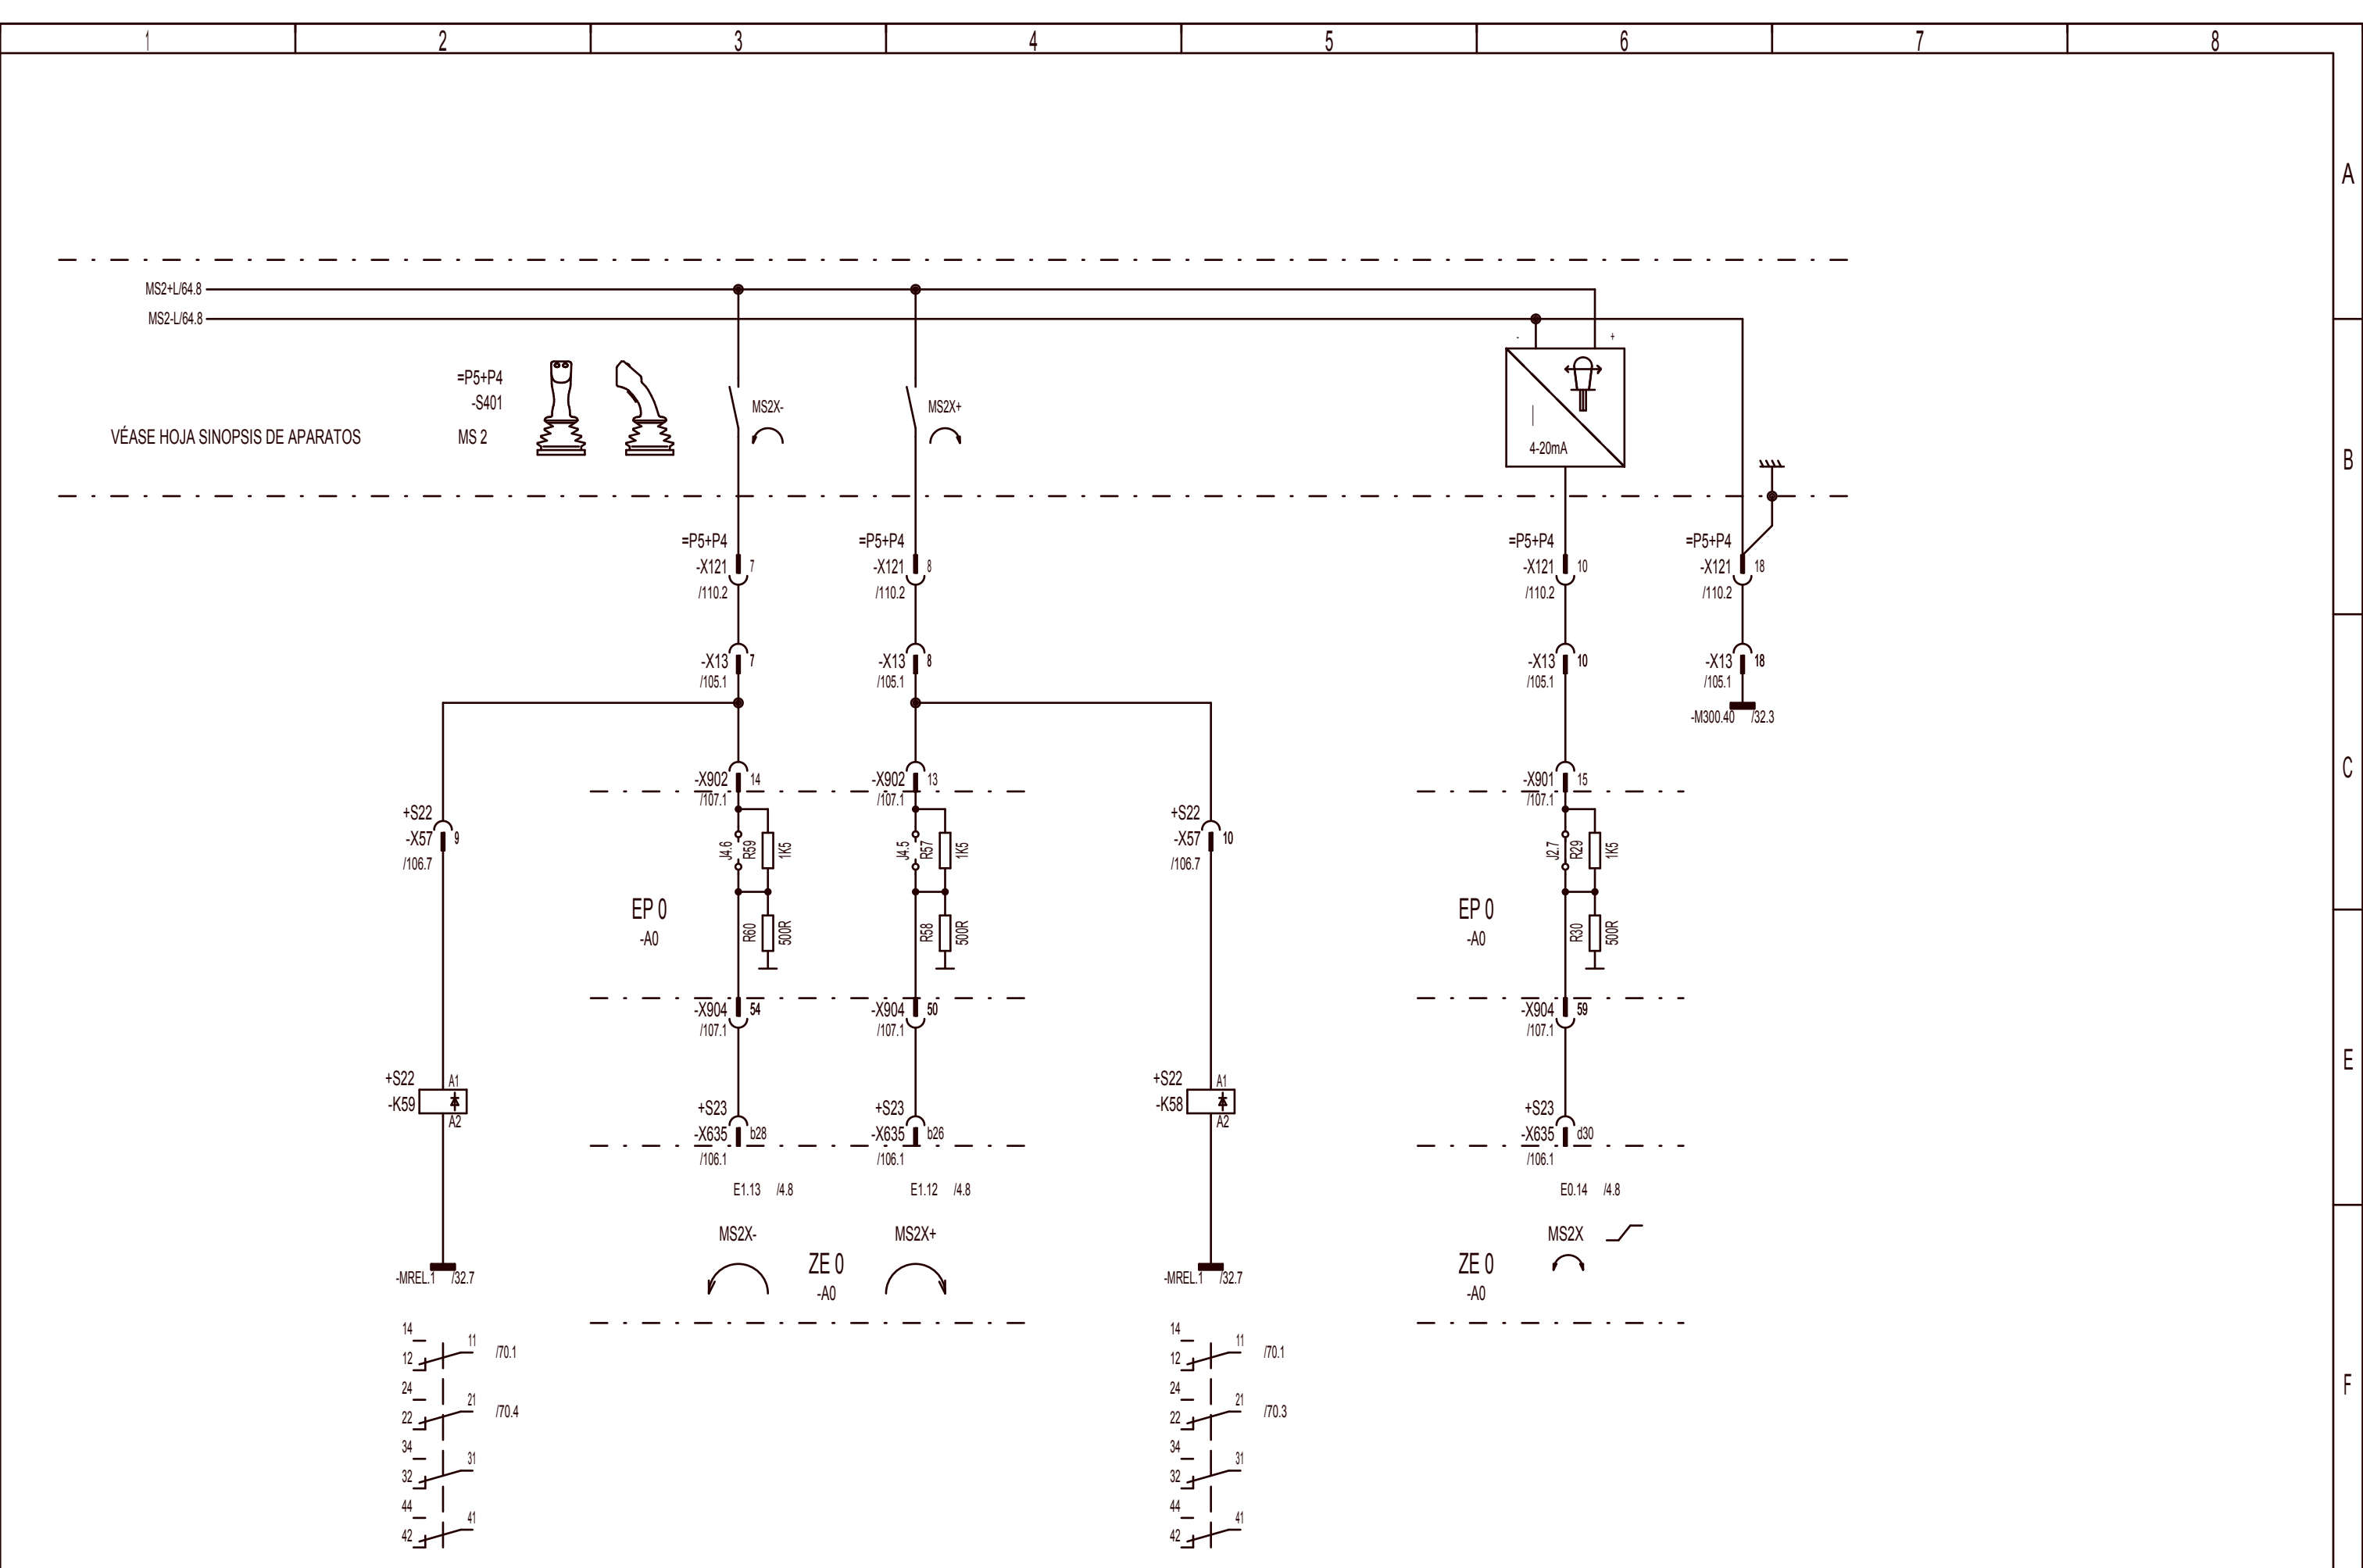 1 2 3 4 5 6 7 8
A
MS2+L/64.8
MS2-L/64.8
- +
=P5+P4
-S401
MS2X- MS2X+
VÉASE HOJA SINOPSIS DE APARATOS MS 2
4-20mA
B
=P5+P4 =P5+P4 =P5+P4 =P5+P4
-X121 7 -X121 8 -X121 10 -X121 18
/110.2 /110.2 /110.2 /110.2
-X13 7 -X13 8 -X13 10 -X13 18
/105.1 /105.1 /105.1 /105.1
-M300.40 /32.3
C
-X902 14 -X902 13 -X901 15
/107.1 /107.1 /107.1
+S22 +S22
-X57 9 -X57 10
/106.7 /106.7
J4.6 R59 1K5 J4.5 R57 1K5 J2.7 R29 1K5
EP 0 EP 0
-A0 -A0
R60 500R R58 500R R30 500R
-X904 54 -X904 50 -X904 59
/107.1 /107.1 /107.1
E
+S22 A1 +S22 A1
-K59 -K58
A2 A2
+S23 +S23 +S23
-X635 b28 -X635 b26 -X635 d30
/106.1 /106.1 /106.1
E1.13 /4.8 E1.12 /4.8 E0.14 /4.8
MS2X- MS2X+ MS2X
ZE 0 ZE 0
-A0 -A0
-MREL.1 /32.7 -MREL.1 /32.7
14 14
11 /70.1 11 /70.1
12 12
F
24 24
21 /70.4 21 /70.3
22 22
34 34
31 31
32 32
44 44
41 41
42 42